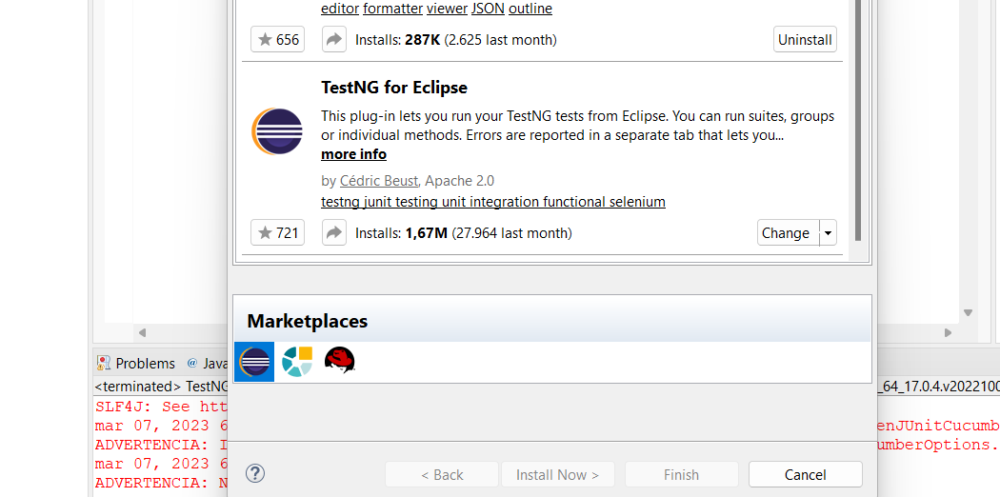 editor formatter viewer JSON outline
656
Installs: 287K (2.625 last month)
Uninstall
TestNG for Eclipse
This plug-in lets you run your TestNG tests from Eclipse. You can run suites, groups
or individual methods. Errors are reported in a separate tab that lets you...
more info
by Cédric Beust, Apache 2.0
testng junit testing unit integration functional selenium
721
Installs: 1,67M (27.964 last month)
Change
Marketplaces
Problems @ Java
<terminated> TestNG
_64_17.0.4.v2022100
SLF4J: See htt
mar 07, 2023 6
enJUnitCucumb
ADVERTENCIA: I
umberOptions.
mar 07, 2023 6
ADVERTENCIA: N
?
< Back
Install Now >
Finish
Cancel